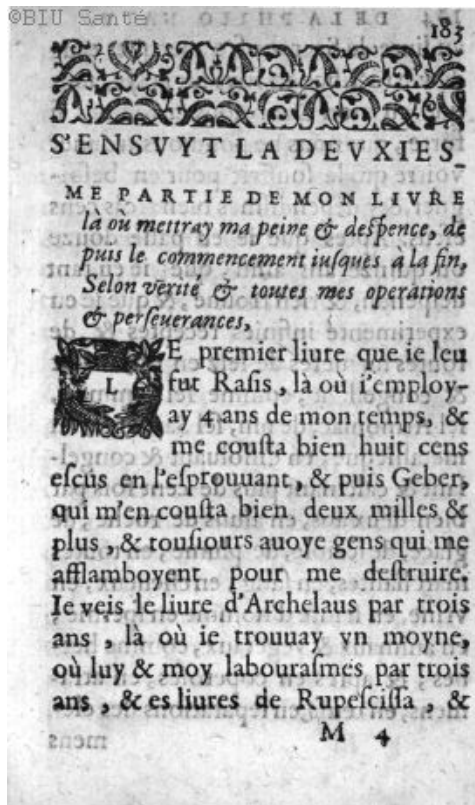 ©BIU Santé
183
S'ENSVYT LA DEVXIES_
ME PARTIE DE MON LIVRE
là où mettray ma peine & despence, de
puis le commencement iusques à la fin,
Selon verité & toutes mes operations
& perseuerances,
LE premier liure que ie leu
fut Rasis, là où i'employ-
ay 4 ans de mon temps, &
me cousta bien huit cens
escus en l'esprouuant, & puis Geber,
qui m'en cousta bien deux milles &
plus, & tousiours auoye gens qui me
afflamboyent pour me destruire.
Ie veis le liure d'Archelaus par trois
ans, là où ie trouuay vn moyne,
où luy & moy labourasmes par trois
ans, & es liures de Rupescissa, &
M 4